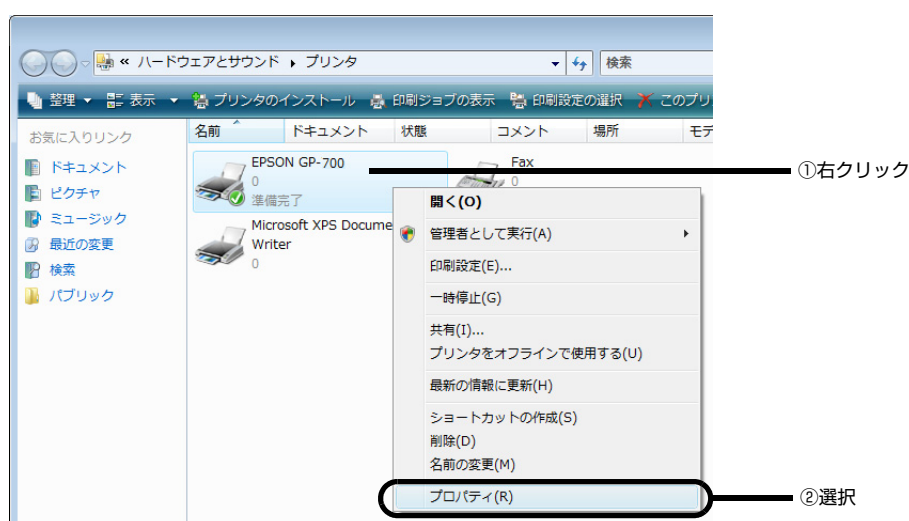 « ハードウェアとサウンド ▸ プリンタ
検索
整理 ▼ 表示 ▼ プリンタのインストール 印刷ジョブの表示 印刷設定の選択 このプリ
お気に入りリンク
ドキュメント
ピクチャ
ミュージック
最近の変更
検索
パブリック
名前 ドキュメント 状態 コメント 場所 モデ
EPSON GP-700
0
準備完了
Fax
0
Microsoft XPS Docume
Writer
0
開く(O)
管理者として実行(A)
印刷設定(E)...
一時停止(G)
共有(I)...
プリンタをオフラインで使用する(U)
最新の情報に更新(H)
ショートカットの作成(S)
削除(D)
名前の変更(M)
プロパティ(R)
①右クリック
②選択